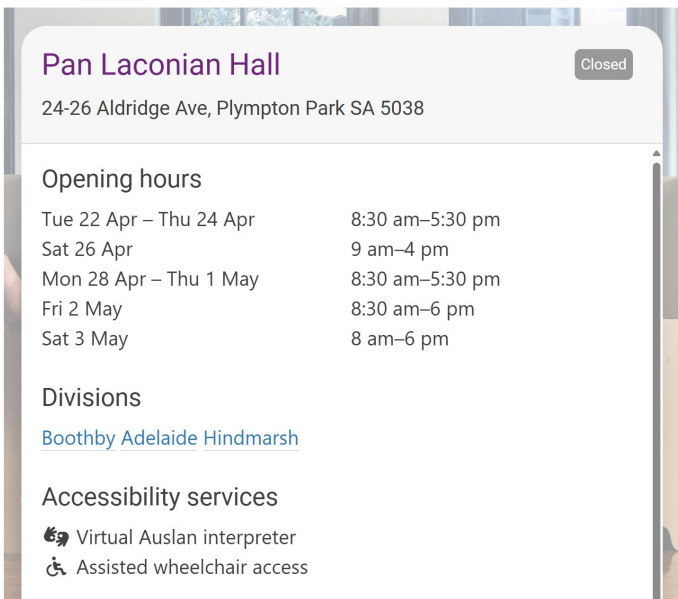 Pan Laconian Hall
Closed
24-26 Aldridge Ave, Plympton Park SA 5038
Opening hours
Tue 22 Apr – Thu 24 Apr 8:30 am–5:30 pm
Sat 26 Apr 9 am–4 pm
Mon 28 Apr – Thu 1 May 8:30 am–5:30 pm
Fri 2 May 8:30 am–6 pm
Sat 3 May 8 am–6 pm
Divisions
Boothby Adelaide Hindmarsh
Accessibility services
Virtual Auslan interpreter
Assisted wheelchair access